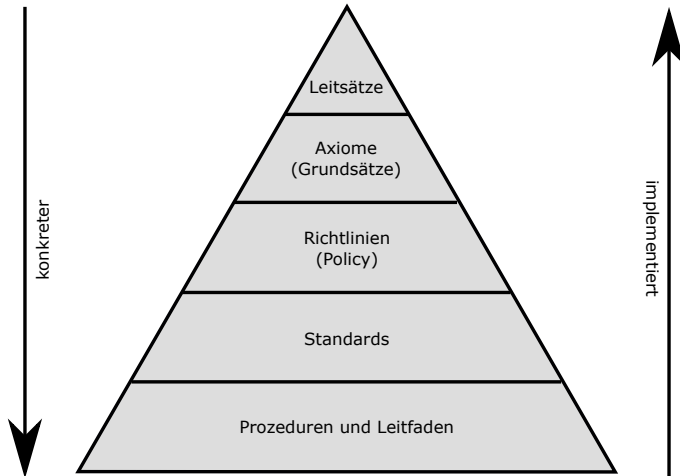 Leitsätze
Axiome
(Grundsätze)
Richtlinien
(Policy)
Standards
Prozeduren und Leitfaden
konkreter
implementiert